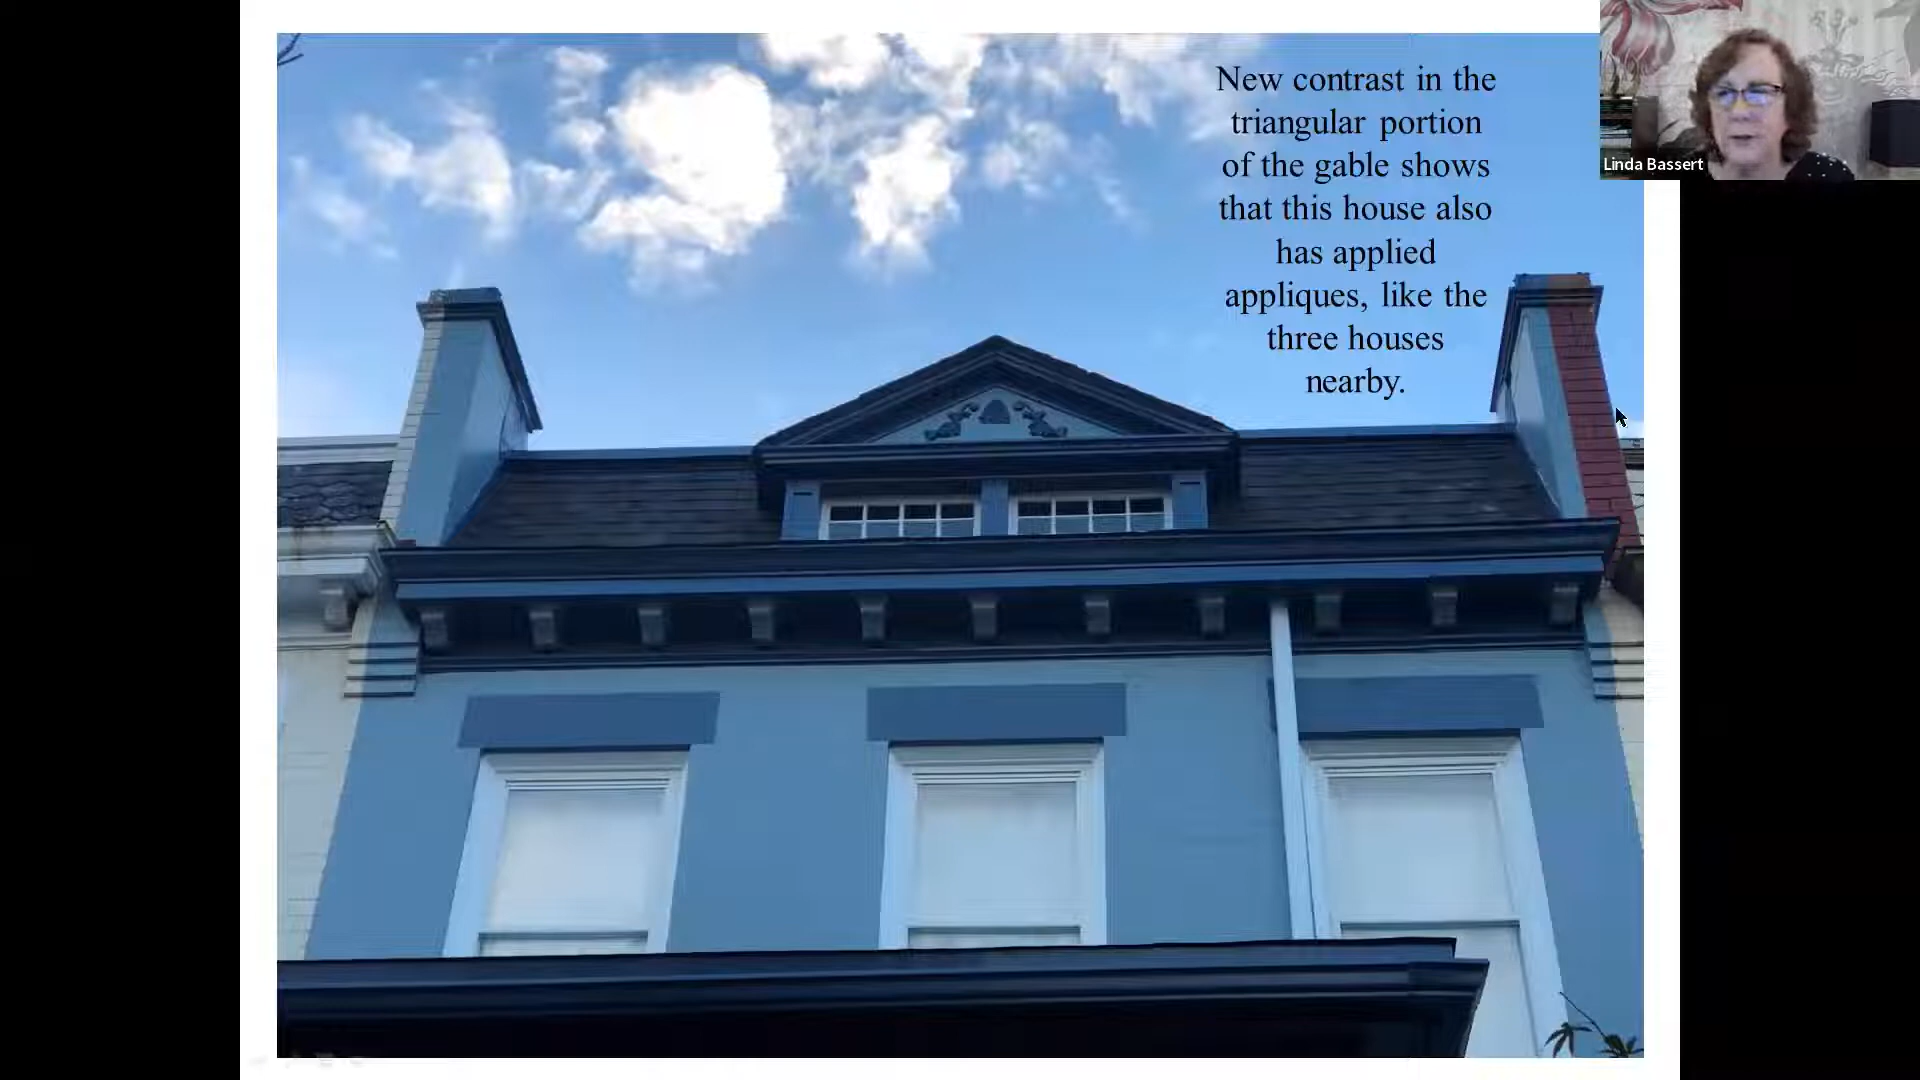 New contrast in the
triangular portion
of the gable shows
that this house also
has applied
appliques, like the
three houses
nearby.
Linda Bassert